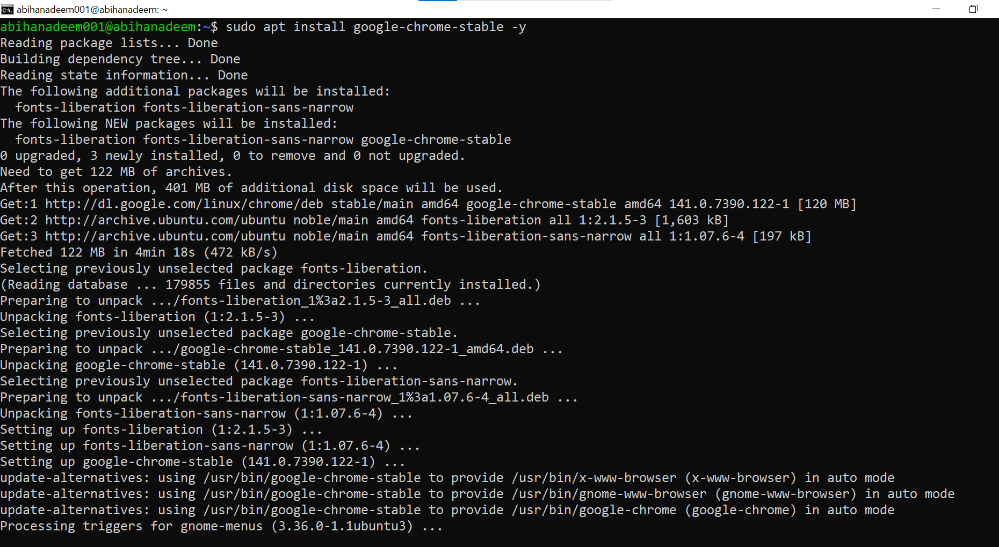 abihanadeem001@abihanadeem: ~
abihanadeem001@abihanadeem:~$ sudo apt install google-chrome-stable -y
Reading package lists... Done
Building dependency tree... Done
Reading state information... Done
The following additional packages will be installed:
  fonts-liberation fonts-liberation-sans-narrow
The following NEW packages will be installed:
  fonts-liberation fonts-liberation-sans-narrow google-chrome-stable
0 upgraded, 3 newly installed, 0 to remove and 0 not upgraded.
Need to get 122 MB of archives.
After this operation, 401 MB of additional disk space will be used.
Get:1 http://dl.google.com/linux/chrome/deb stable/main amd64 google-chrome-stable amd64 141.0.7390.122-1 [120 MB]
Get:2 http://archive.ubuntu.com/ubuntu noble/main amd64 fonts-liberation all 1:2.1.5-3 [1,603 kB]
Get:3 http://archive.ubuntu.com/ubuntu noble/main amd64 fonts-liberation-sans-narrow all 1:1.07.6-4 [197 kB]
Fetched 122 MB in 4min 18s (472 kB/s)
Selecting previously unselected package fonts-liberation.
(Reading database ... 179855 files and directories currently installed.)
Preparing to unpack .../fonts-liberation_1%3a2.1.5-3_all.deb ...
Unpacking fonts-liberation (1:2.1.5-3) ...
Selecting previously unselected package google-chrome-stable.
Preparing to unpack .../google-chrome-stable_141.0.7390.122-1_amd64.deb ...
Unpacking google-chrome-stable (141.0.7390.122-1) ...
Selecting previously unselected package fonts-liberation-sans-narrow.
Preparing to unpack .../fonts-liberation-sans-narrow_1%3a1.07.6-4_all.deb ...
Unpacking fonts-liberation-sans-narrow (1:1.07.6-4) ...
Setting up fonts-liberation (1:2.1.5-3) ...
Setting up fonts-liberation-sans-narrow (1:1.07.6-4) ...
Setting up google-chrome-stable (141.0.7390.122-1) ...
update-alternatives: using /usr/bin/google-chrome-stable to provide /usr/bin/x-www-browser (x-www-browser) in auto mode
update-alternatives: using /usr/bin/google-chrome-stable to provide /usr/bin/gnome-www-browser (gnome-www-browser) in auto mode
update-alternatives: using /usr/bin/google-chrome-stable to provide /usr/bin/google-chrome (google-chrome) in auto mode
Processing triggers for gnome-menus (3.36.0-1.1ubuntu3) ...